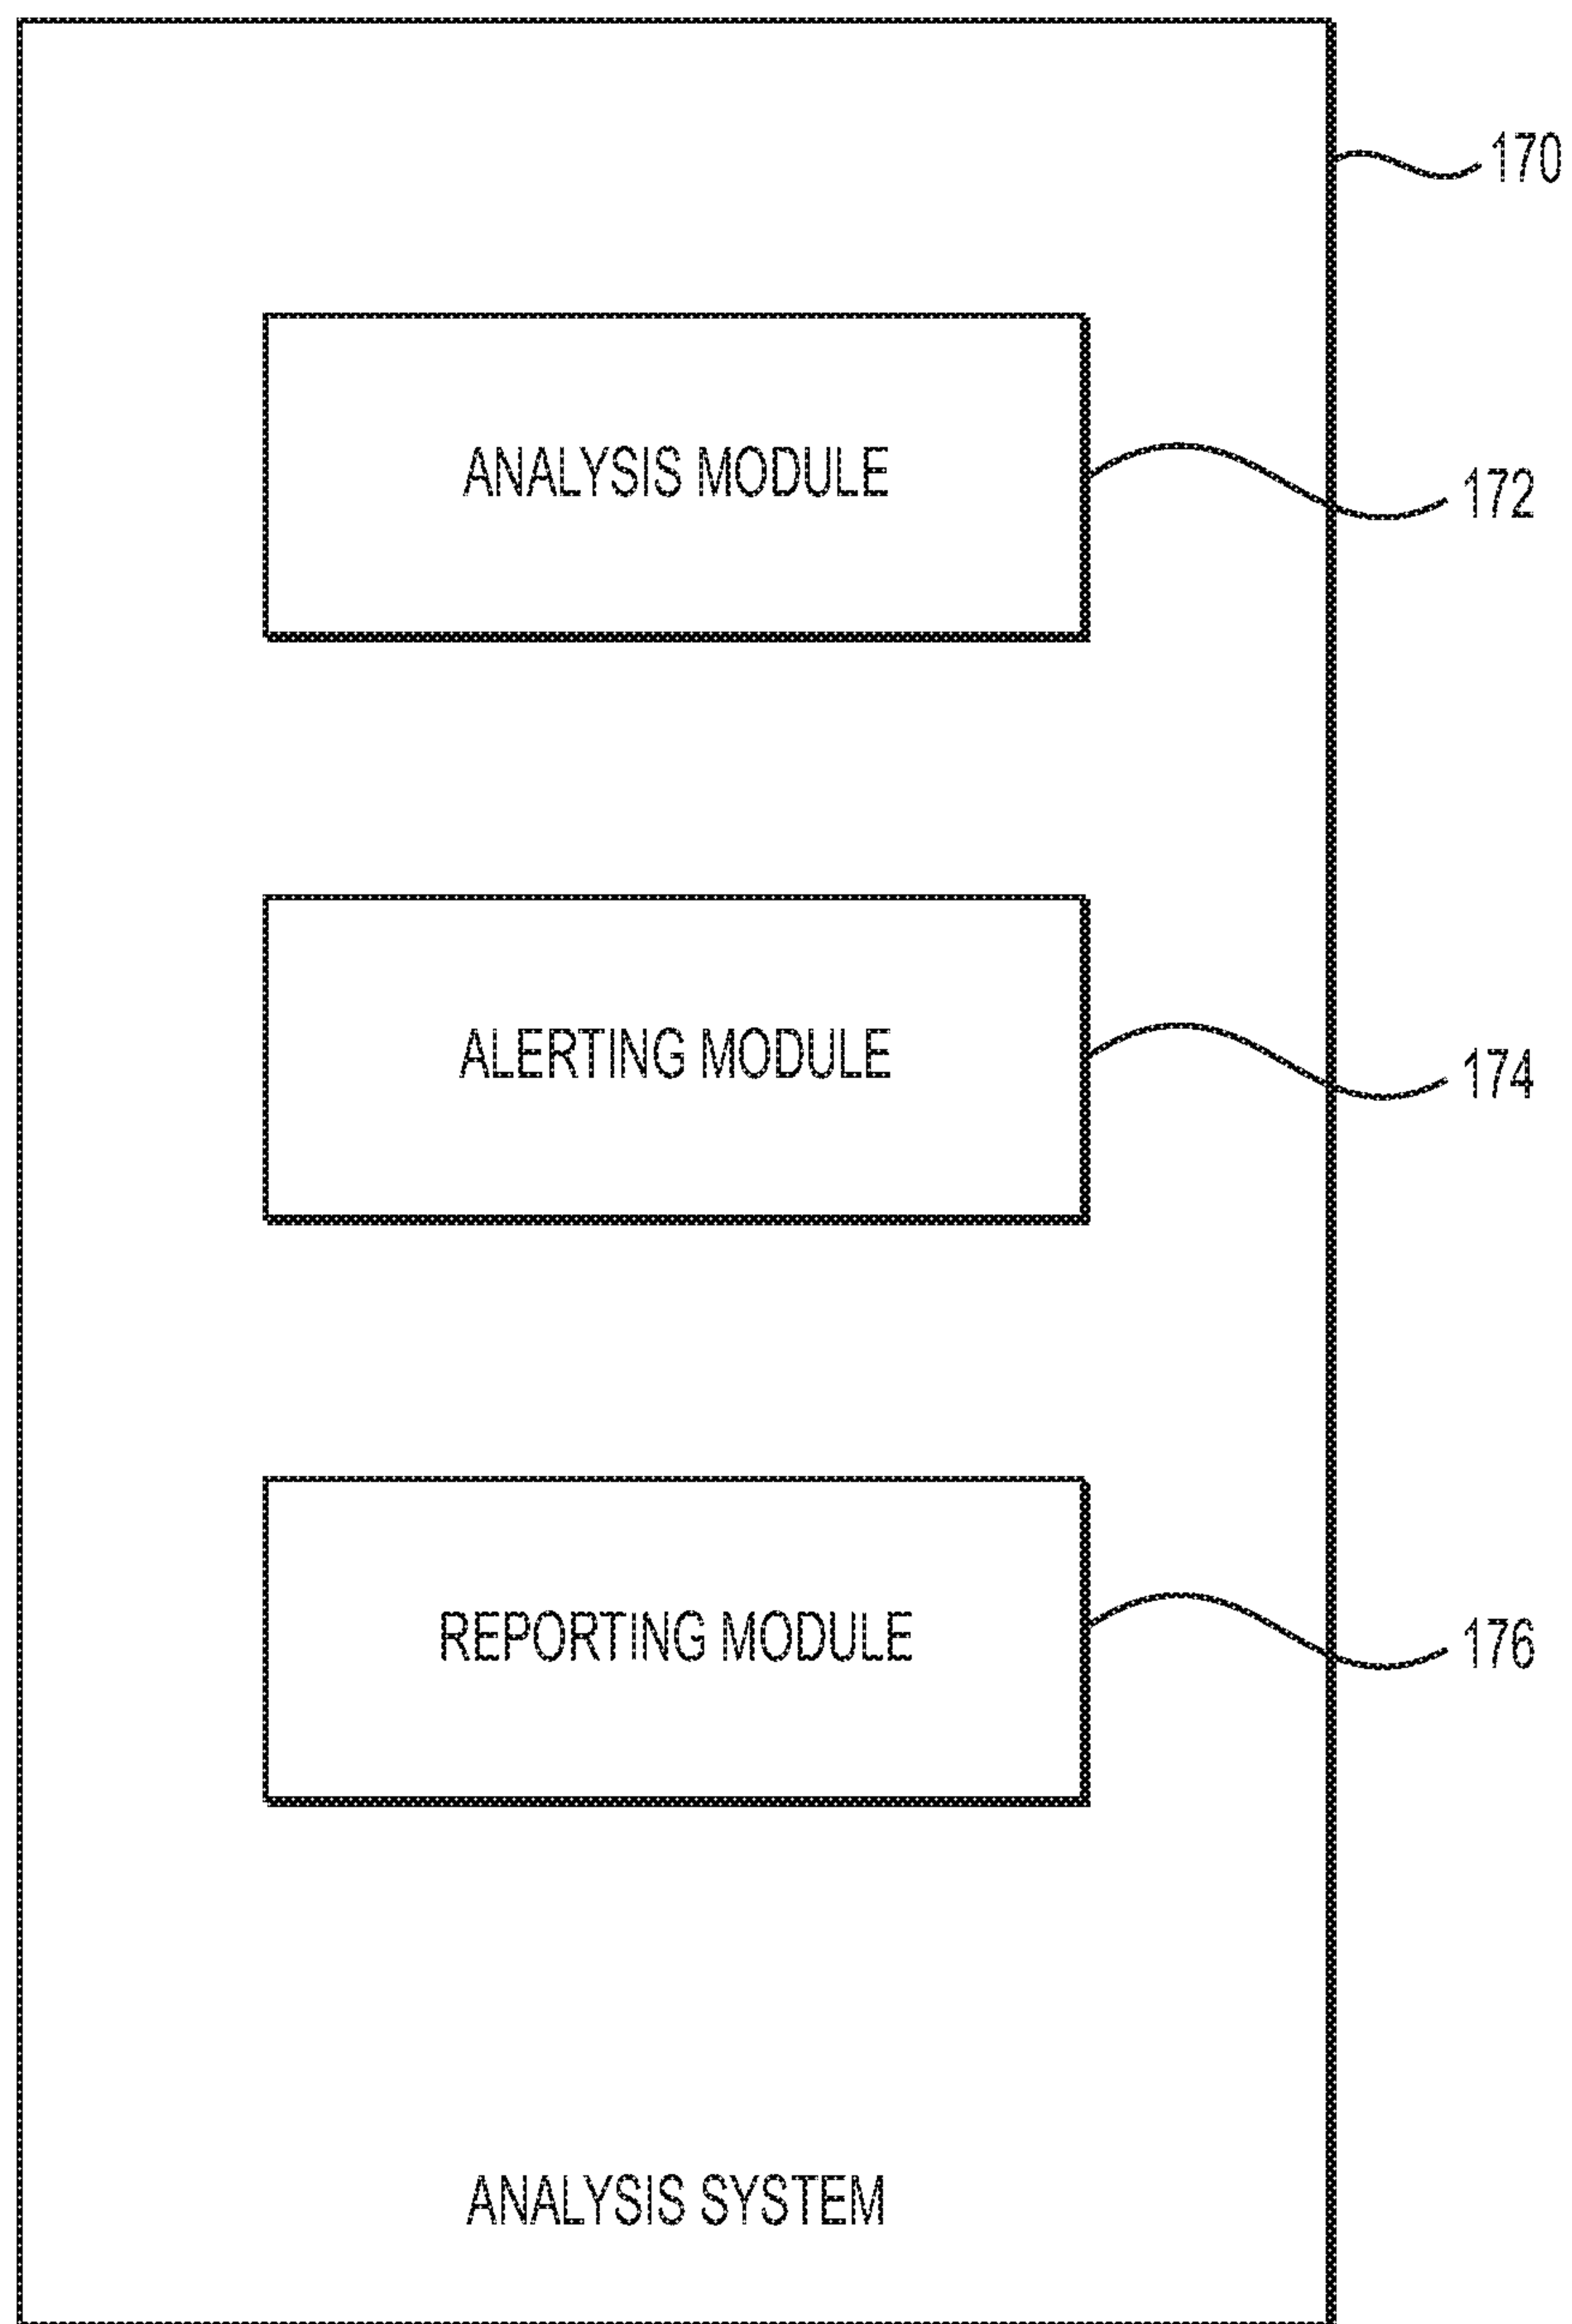 170
ANALYSIS MODULE
172
ALERTING MODULE
174
REPORTING MODULE
176
ANALYSIS SYSTEM